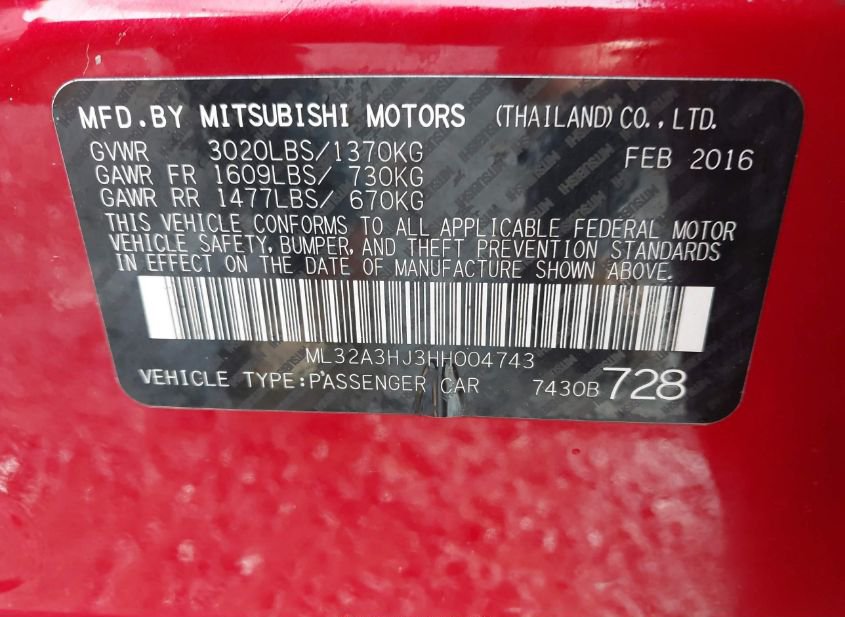 MFD.BY MITSUBISHI MOTORS (THAILAND) CO.,LTD.
GVWR 3020LBS/1370KG FEB 2016
GAWR FR 1609LBS/ 730KG
GAWR RR 1477LBS/ 670KG
THIS VEHICLE CONFORMS TO ALL APPLICABLE FEDERAL MOTOR
VEHICLE SAFETY, BUMPER, AND THEFT PREVENTION STANDARDS
IN EFFECT ON THE DATE OF MANUFACTURE SHOWN ABOVE.
ML32A3HJ3HH004743
VEHICLE TYPE:PASSENGER CAR 7430B 728